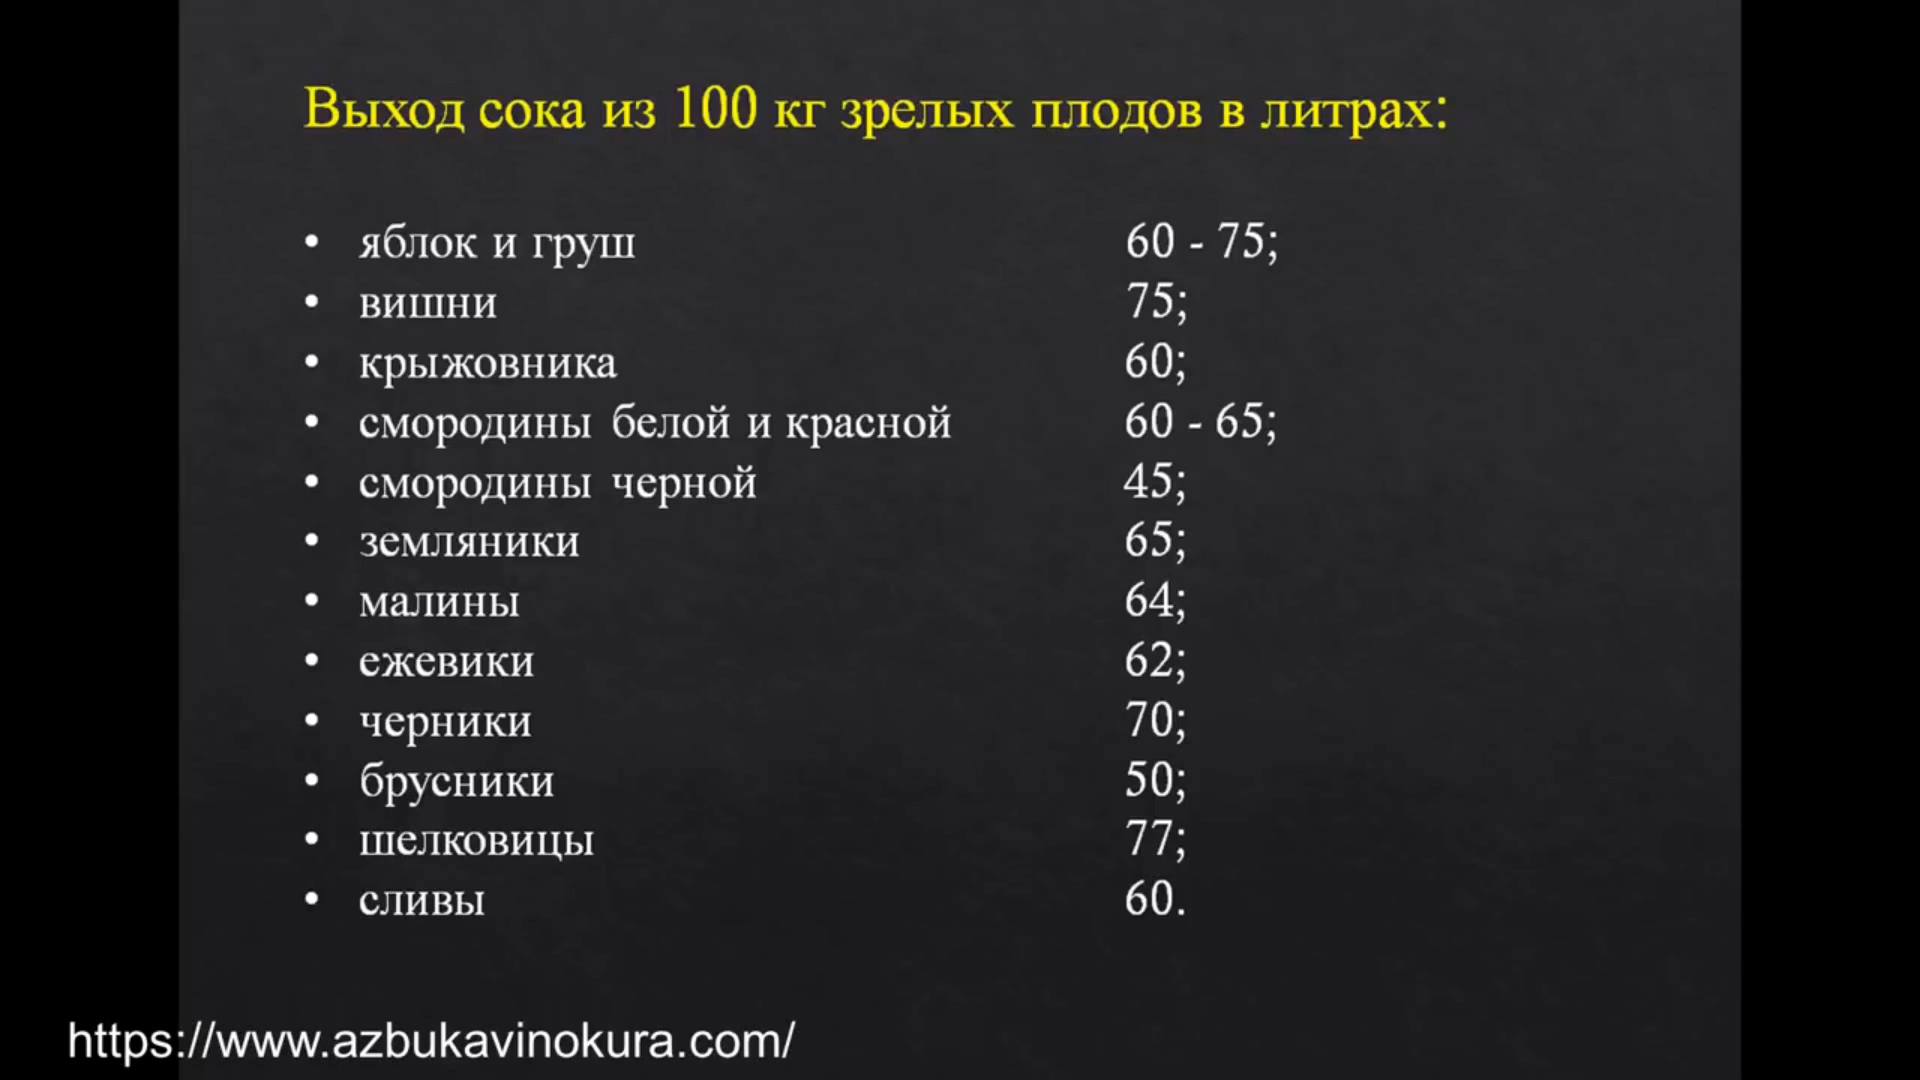 Выход сока из 100 кг зрелых плодов в литрах:
• яблок и груш 60 - 75;
• вишни 75;
• крыжовника 60;
• смородины белой и красной 60 - 65;
• смородины черной 45;
• земляники 65;
• малины 64;
• ежевики 62;
• черники 70;
• брусники 50;
• шелковицы 77;
• сливы 60.
https://www.azbukavinokura.com/